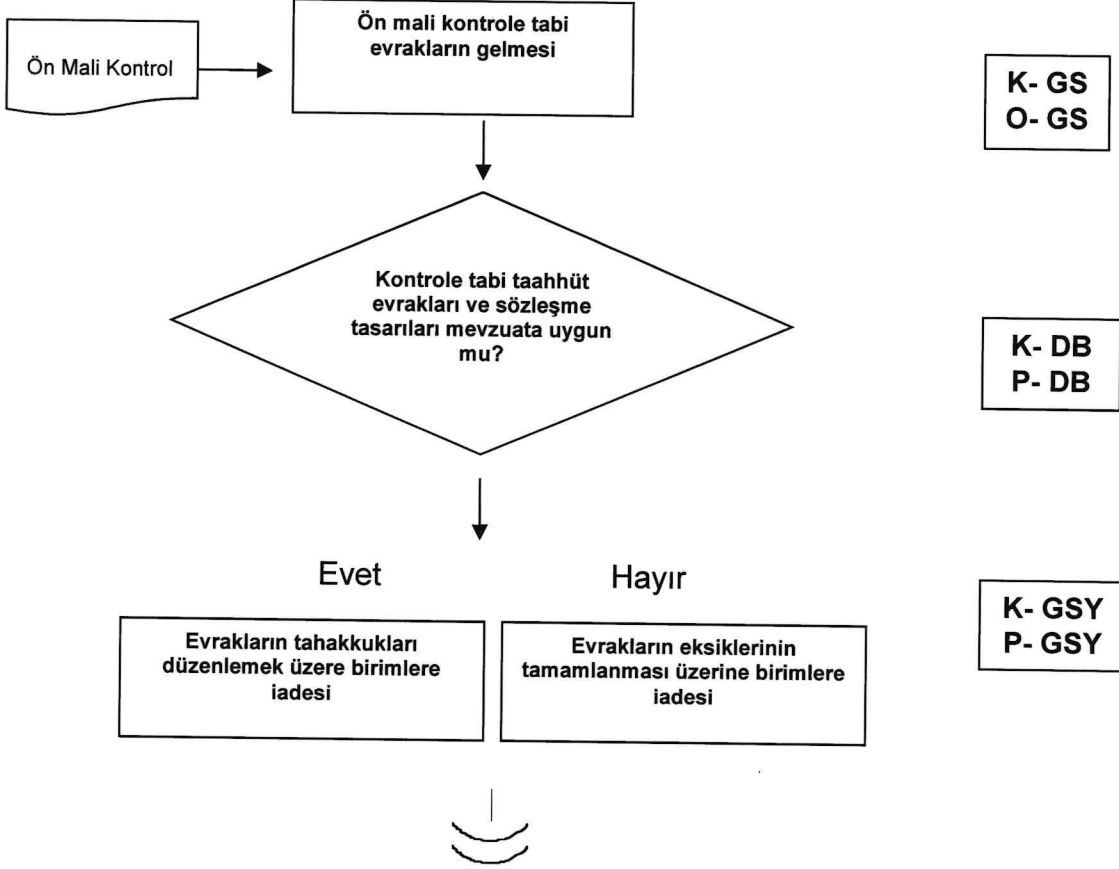 Ön Mali Kontrol
Ön mali kontrole tabi
evrakların gelmesi
K- GS
O- GS
Kontrole tabi taahhüt
evrakları ve sözleşme
tasarıları mevzuata uygun
mu?
K- DB
P- DB
Evet
Hayır
Evrakların tahakkukları
düzenlemek üzere birimlere
iadesi
Evrakların eksiklerinin
tamamlanması üzerine birimlere
iadesi
K- GSY
P- GSY